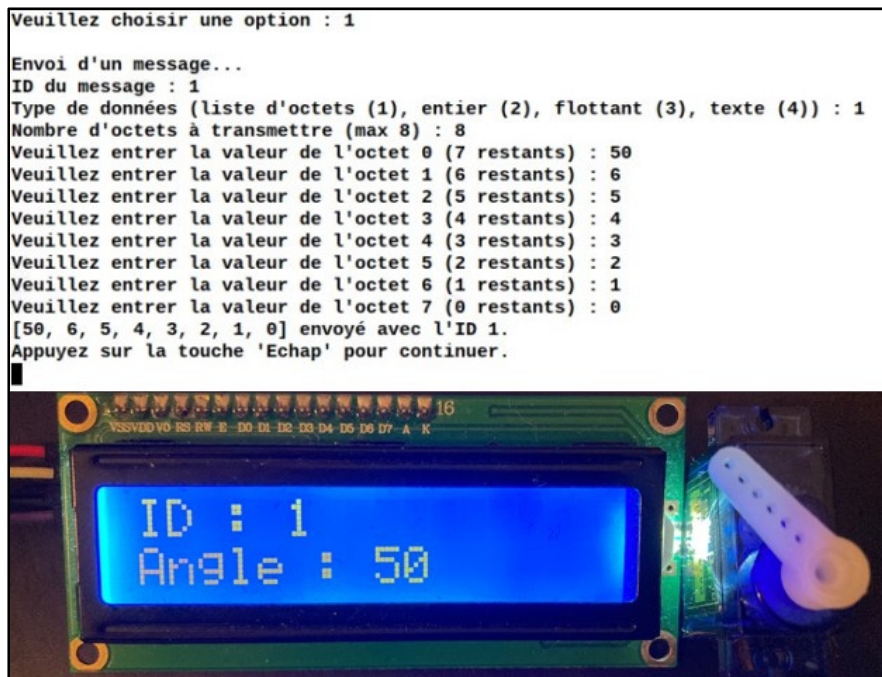 Veuillez choisir une option : 1
Envoi d'un message...
ID du message : 1
Type de données (liste d'octets (1), entier (2), flottant (3), texte (4)) : 1
Nombre d'octets à transmettre (max 8) : 8
Veuillez entrer la valeur de l'octet 0 (7 restants) : 50
Veuillez entrer la valeur de l'octet 1 (6 restants) : 6
Veuillez entrer la valeur de l'octet 2 (5 restants) : 5
Veuillez entrer la valeur de l'octet 3 (4 restants) : 4
Veuillez entrer la valeur de l'octet 4 (3 restants) : 3
Veuillez entrer la valeur de l'octet 5 (2 restants) : 2
Veuillez entrer la valeur de l'octet 6 (1 restants) : 1
Veuillez entrer la valeur de l'octet 7 (0 restants) : 0
[50, 6, 5, 4, 3, 2, 1, 0] envoyé avec l'ID 1.
Appuyez sur la touche 'Echap' pour continuer.
16
VSS VDD V0 RS RW E D0 D1 D2 D3 D4 D5 D6 D7 A K
ID : 1
Angle : 50